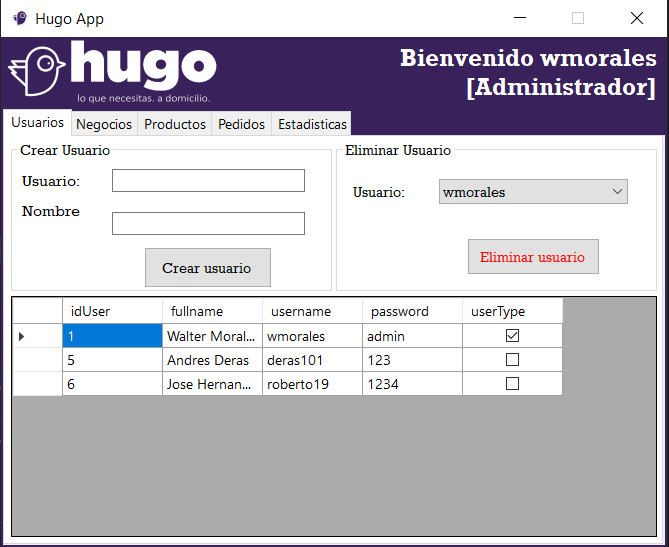 Hugo App
hugo
lo que necesitas. a domicilio.
Bienvenido wmorales
[Administrador]
Usuarios Negocios Productos Pedidos Estadisticas
Crear Usuario
Usuario:
Nombre
Crear usuario
Eliminar Usuario
Usuario: wmorales
Eliminar usuario
idUser fullname username password userType
1 Walter Moral... wmorales admin
5 Andres Deras deras101 123
6 Jose Hernan... roberto19 1234